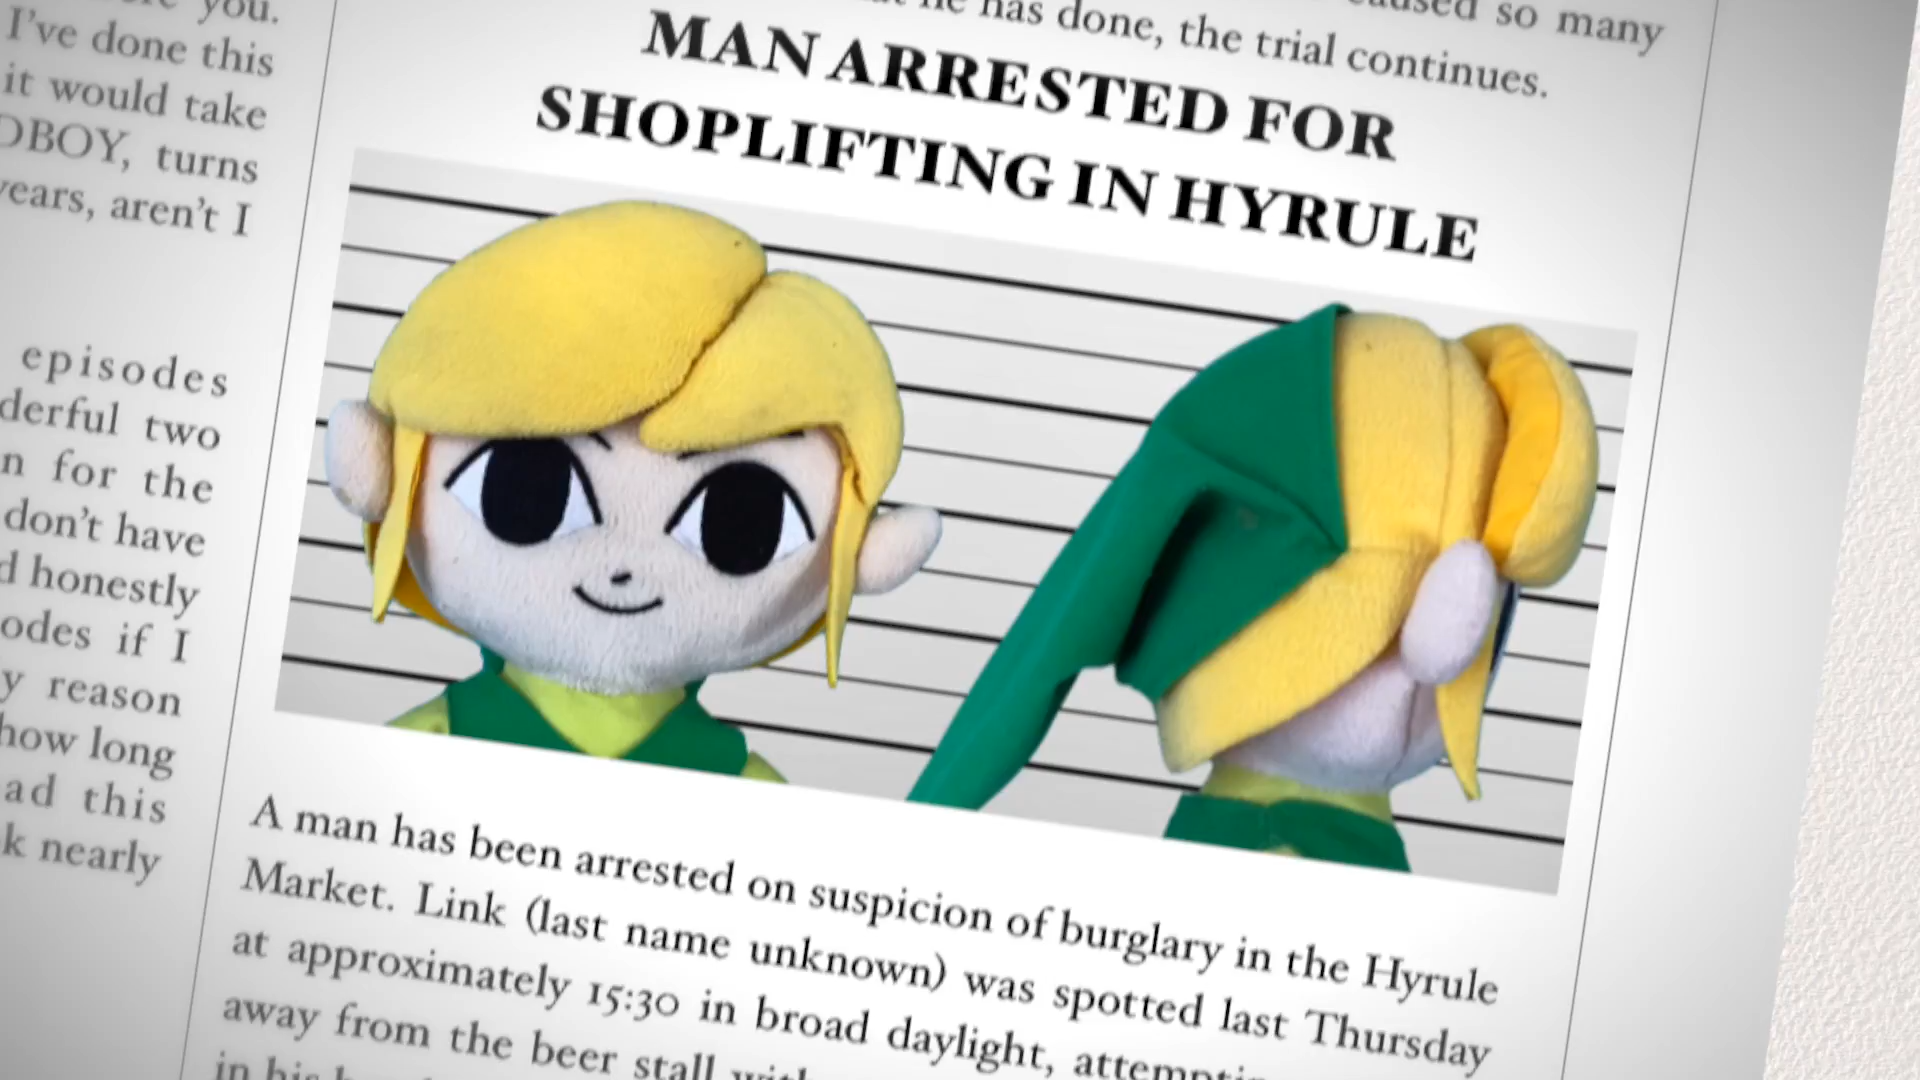 you.
I've done this
it would take
DBOY, turns
years, aren't I
episodes
derful two
n for the
don't have
d honestly
odes if I
y reason
how long
ad this
k nearly
so many
he has done, the trial continues.
MAN ARRESTED FOR
SHOPLIFTING IN HYRULE
A man has been arrested on suspicion of burglary in the Hyrule
Market. Link (last name unknown) was spotted last Thursday
at approximately 15:30 in broad daylight,
away from the beer stall
in his